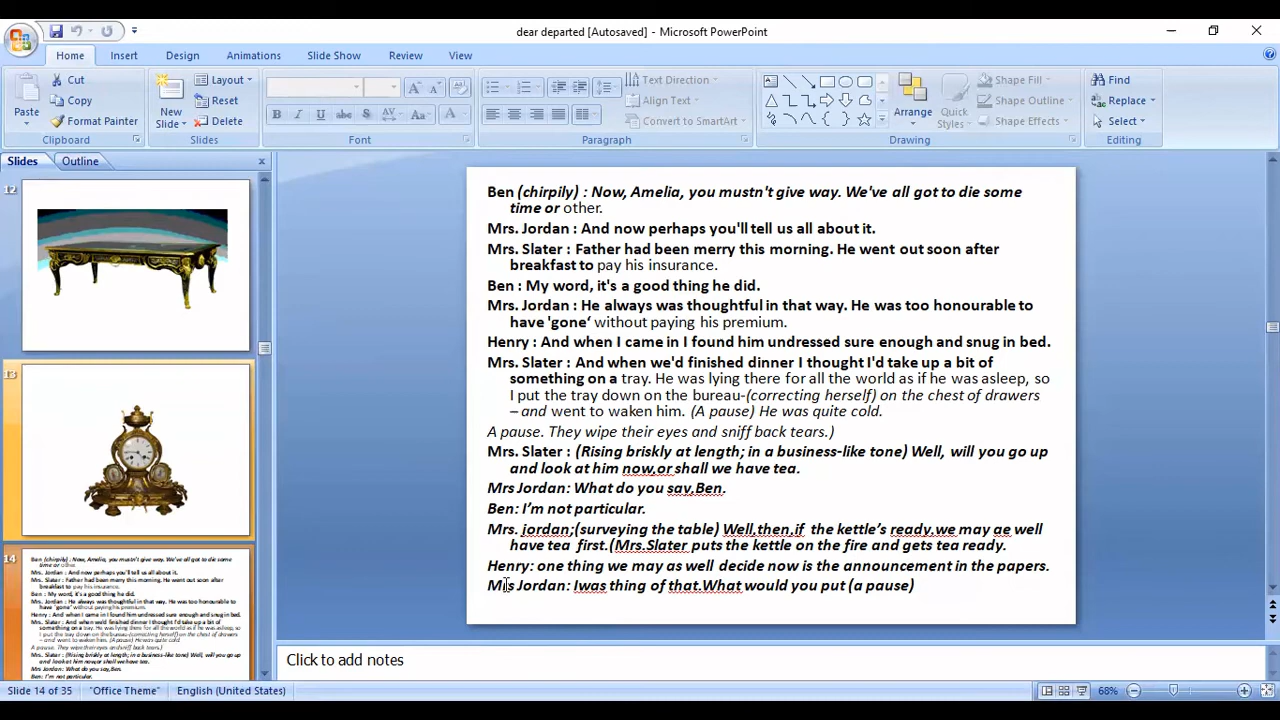 dear departed [Autosaved] - Microsoft PowerPoint
Home Insert Design Animations Slide Show Review View
Paste Cut Copy Format Painter
Clipboard
New Slide Layout Reset Delete
Slides
B I U abc S AV Aa A
Font
Text Direction Align Text Convert to SmartArt
Paragraph
Arrange Quick Styles Shape Fill Shape Outline Shape Effects
Drawing
Find Replace Select
Editing
Slides Outline
12
13
14
Ben (chirpily) : Now, Amelia, you mustn't give way. We've all got to die some
time or other.
Mrs. Jordan : And now perhaps you'll tell us all about it.
Mrs. Slater : Father had been merry this morning. He went out soon after
breakfast to pay his insurance.
Ben : My word, it's a good thing he did.
Mrs. Jordan : He always was thoughtful in that way. He was too honourable to
have 'gone‘ without paying his premium.
Henry : And when I came in I found him undressed sure enough and snug in bed.
Mrs. Slater : And when we'd finished dinner I thought I'd take up a bit of
something on a tray. He was lying there for all the world as if he was asleep, so
I put the tray down on the bureau-(correcting herself) on the chest of drawers
– and went to waken him. (A pause) He was quite cold.
A pause. They wipe their eyes and sniff back tears.)
Mrs. Slater : (Rising briskly at length; in a business-like tone) Well, will you go up
and look at him now,or shall we have tea.
Mrs Jordan: What do you say,Ben.
Ben: I’m not particular.
Mrs. jordan;(surveying the table) Well,then,if the kettle’s ready,we may ae well
have tea first.(Mrs.Slater puts the kettle on the fire and gets tea ready.
Henry: one thing we may as well decide now the announcement in the papers.
Mrs Jordan: Iwas thing of that.What would you put (a pause)
Click to add notes
Slide 14 of 35 "Office Theme" English (United States) 68%